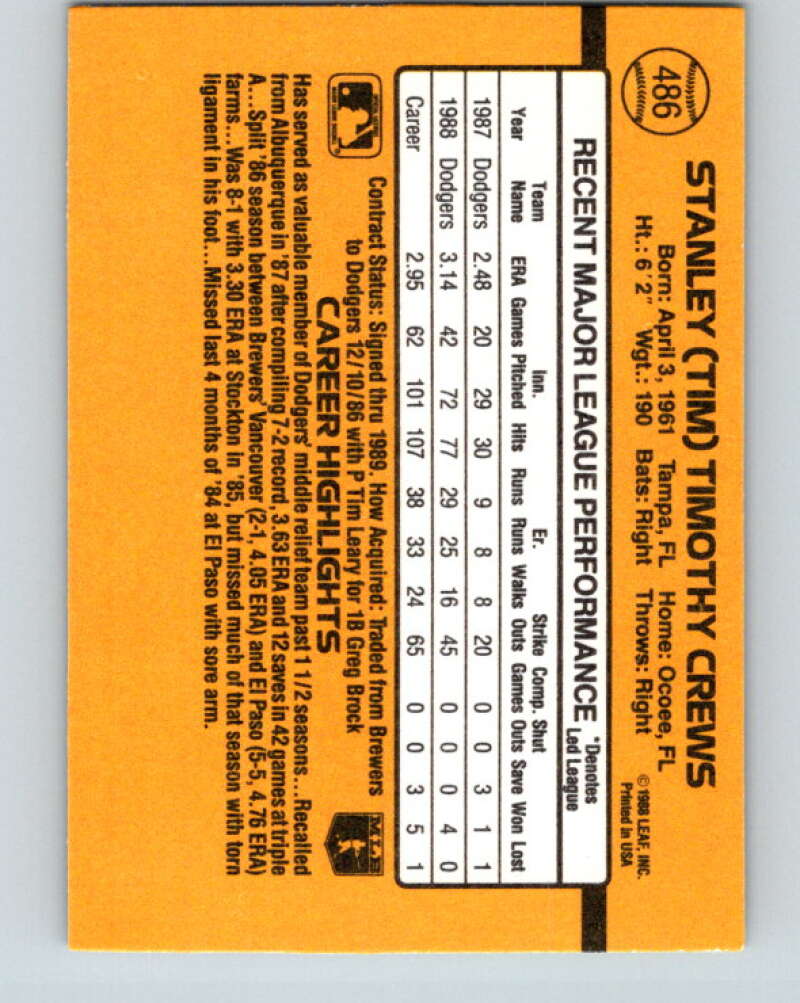 486
STANLEY (TIM) TIMOTHY CREWS
Born: April 3, 1961 Tampa, FL Home: Ocoee, FL
Ht.: 6'2" Wgt.: 190 Bats: Right Throws: Right
© 1988 LEAF, INC.
Printed in USA
RECENT MAJOR LEAGUE PERFORMANCE *Denotes
Led League
Team Inn. Er. Strike Comp. Shut
Year Name ERA Games Pitched Hits Runs Runs Walks Outs Games Outs Save Won Lost
1987 Dodgers 2.48 20 29 30 9 8 8 20 0 0 3 1 1
1988 Dodgers 3.14 42 72 77 29 25 16 45 0 0 0 4 0
Career 2.95 62 101 107 38 33 24 65 0 0 3 5 1
Contract Status: Signed thru 1989. How Acquired: Traded from Brewers
to Dodgers 12/10/86 with P Tim Leary for 1B Greg Brock
MLB
CAREER HIGHLIGHTS
Has served as valuable member of Dodgers' middle relief team past 1 1/2 seasons...Recalled
from Albuquerque in '87 after compiling 7-2 record, 3.63 ERA and 12 saves in 42 games at triple
A...Split '86 season between Brewers' Vancouver (2-1, 4.05 ERA) and El Paso (5-5, 4.76 ERA)
farms...Was 8-1 with 3.30 ERA at Stockton in '85, but missed much of that season with torn
ligament in his foot...Missed last 4 months of '84 at El Paso with sore arm.